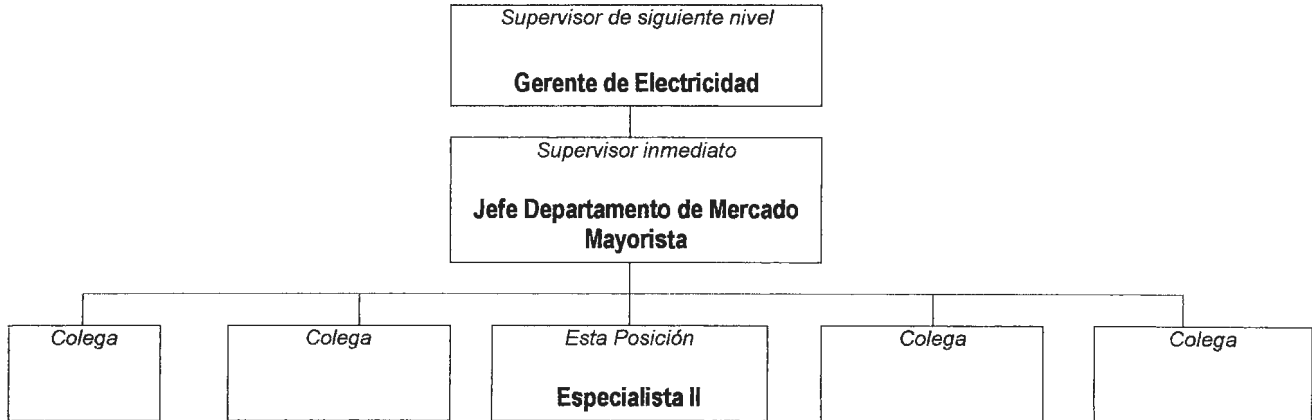 Supervisor de siguiente nivel
Gerente de Electricidad
Supervisor inmediato
Jefe Departamento de Mercado
Mayorista
Colega
Colega
Esta Posición
Colega
Colega
Especialista II